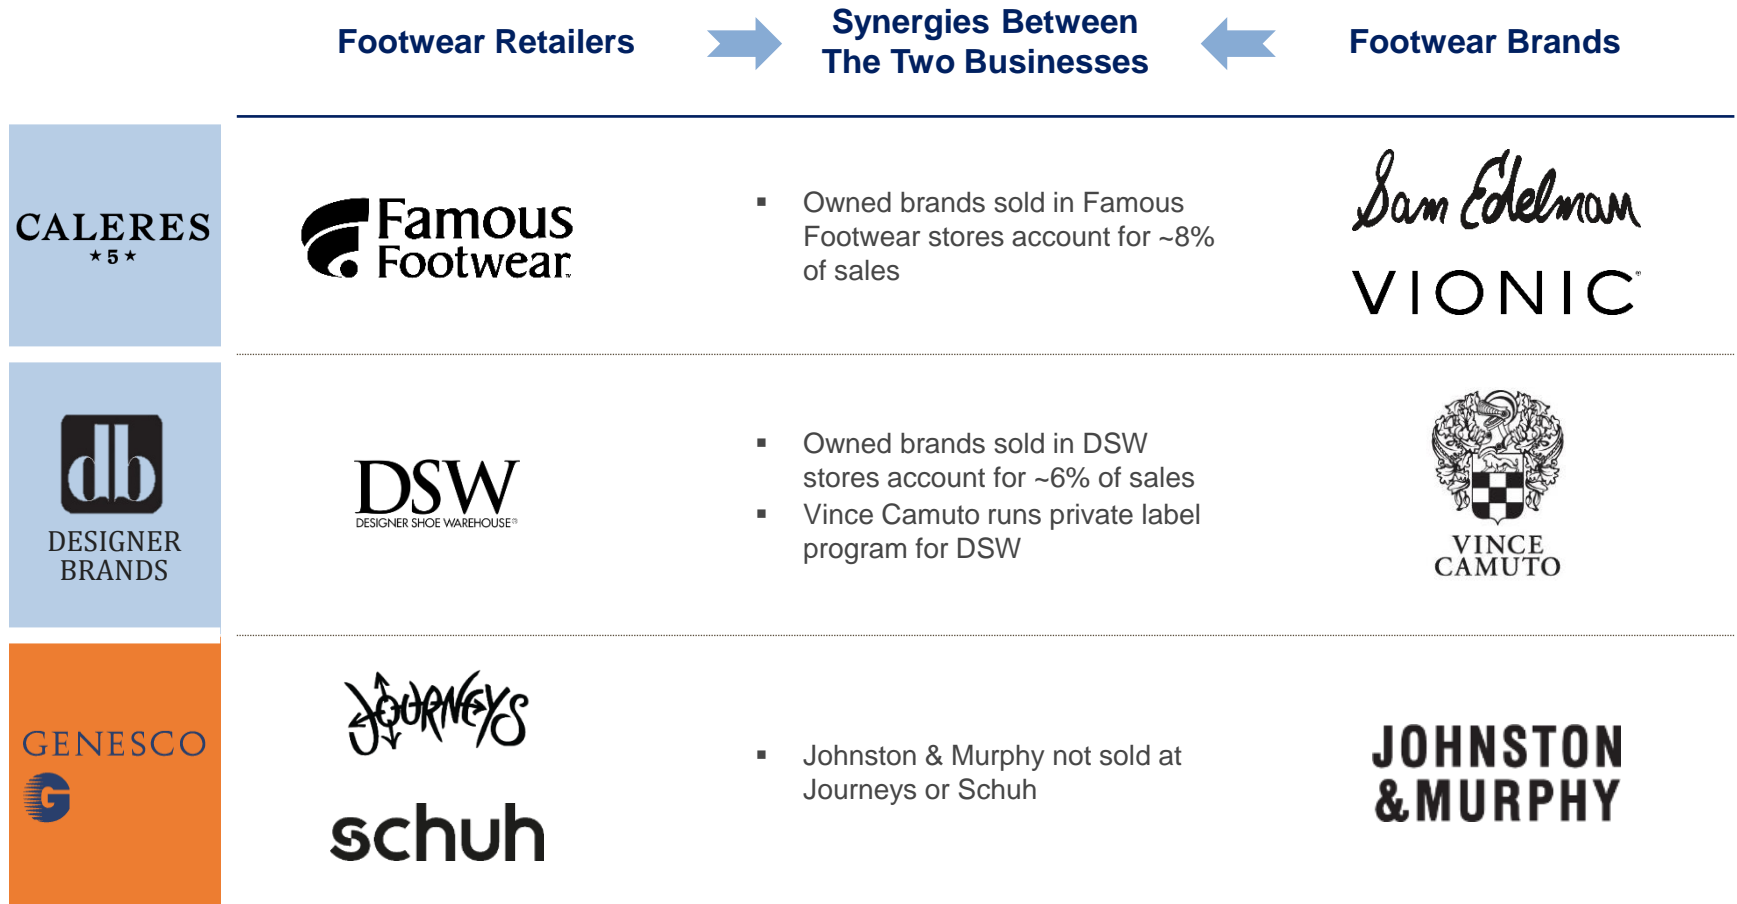 Footwear Retailers
Synergies Between
The Two Businesses
Footwear Brands
CALERES
★5★
Famous
Footwear™
▪ Owned brands sold in Famous
Footwear stores account for ~8%
of sales
Sam Edelman
VIONIC®
db
DESIGNER
BRANDS
DSW
DESIGNER SHOE WAREHOUSE®
▪ Owned brands sold in DSW
stores account for ~6% of sales
▪ Vince Camuto runs private label
program for DSW
VINCE
CAMUTO
GENESCO
G
JOURNEYS
schuh
▪ Johnston & Murphy not sold at
Journeys or Schuh
JOHNSTON
&MURPHY